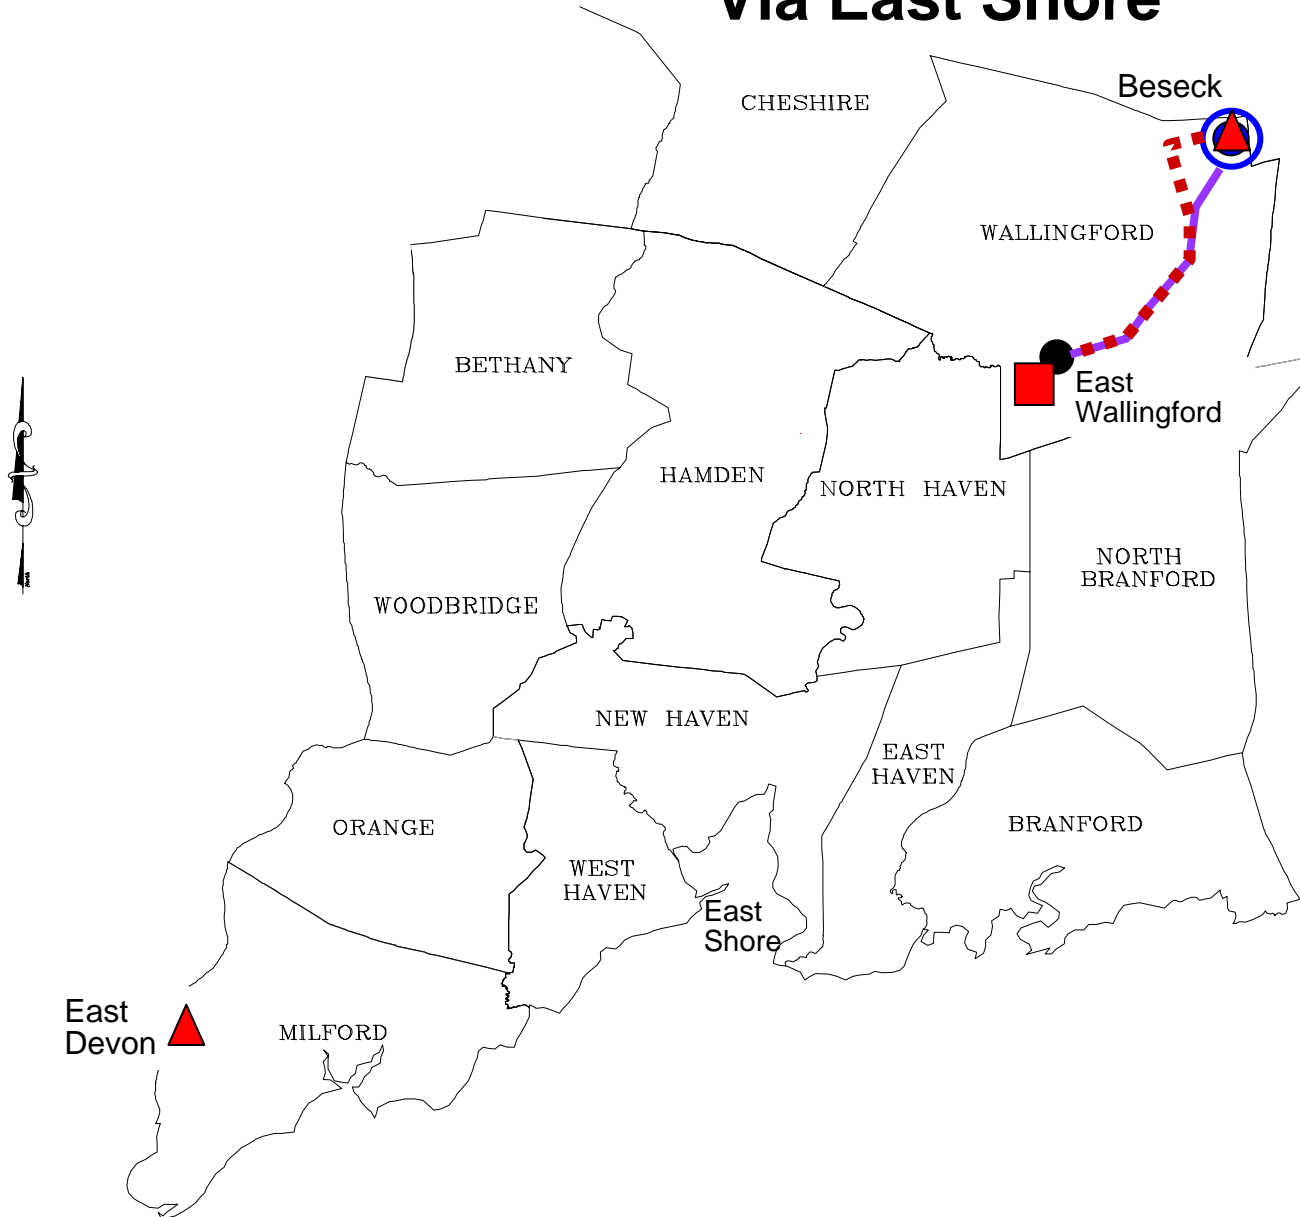 Via East Shore
Beseck
CHESHIRE
WALLINGFORD
BETHANY
East
Wallingford
HAMDEN
NORTH HAVEN
NORTH
BRANFORD
WOODBRIDGE
NEW HAVEN
EAST
HAVEN
ORANGE
BRANFORD
WEST
HAVEN
East
Shore
East
Devon
MILFORD